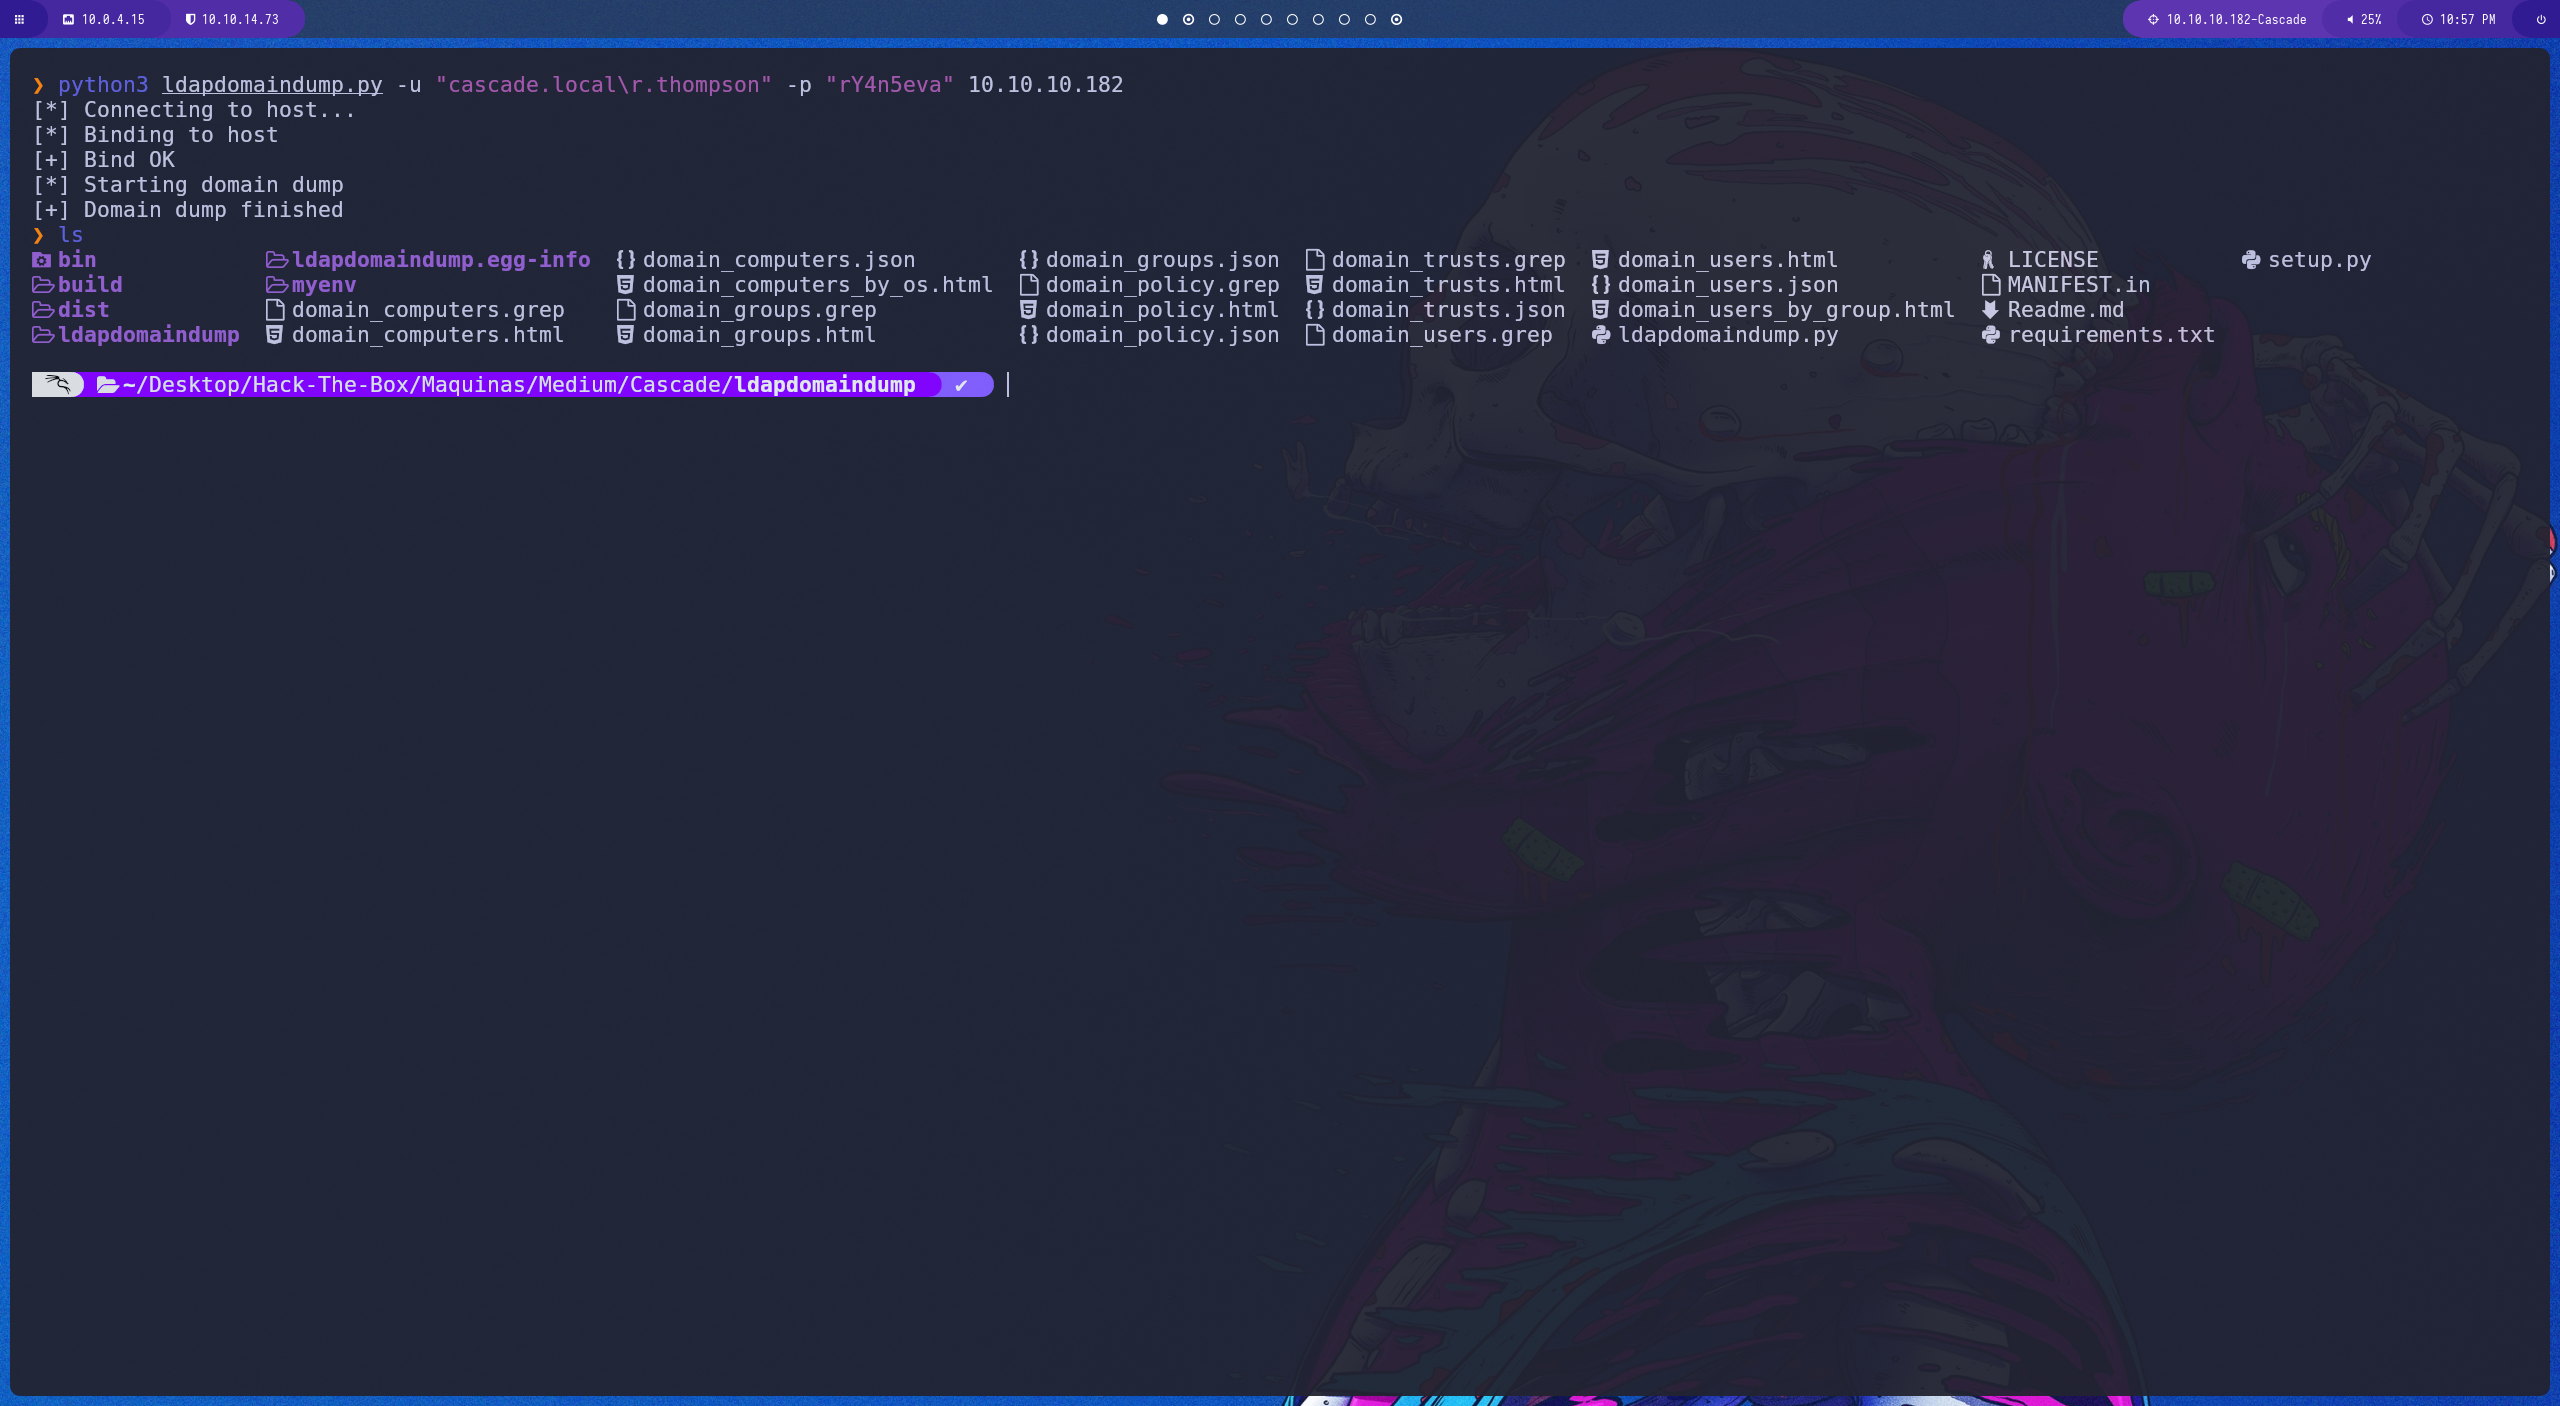 10.0.4.15 10.10.14.73 10.10.10.182-Cascade 25% 10:57 PM
❯ python3 ldapdomaindump.py -u "cascade.local\r.thompson" -p "rY4n5eva" 10.10.10.182
[*] Connecting to host...
[*] Binding to host
[+] Bind OK
[*] Starting domain dump
[+] Domain dump finished
❯ ls
bin ldapdomaindump.egg-info domain_computers.json domain_groups.json domain_trusts.grep domain_users.html LICENSE setup.py
build myenv domain_computers_by_os.html domain_policy.grep domain_trusts.html domain_users.json MANIFEST.in
dist domain_computers.grep domain_groups.grep domain_policy.html domain_trusts.json domain_users_by_group.html Readme.md
ldapdomaindump domain_computers.html domain_groups.html domain_policy.json domain_users.grep ldapdomaindump.py requirements.txt
~/Desktop/Hack-The-Box/Maquinas/Medium/Cascade/ldapdomaindump ✔